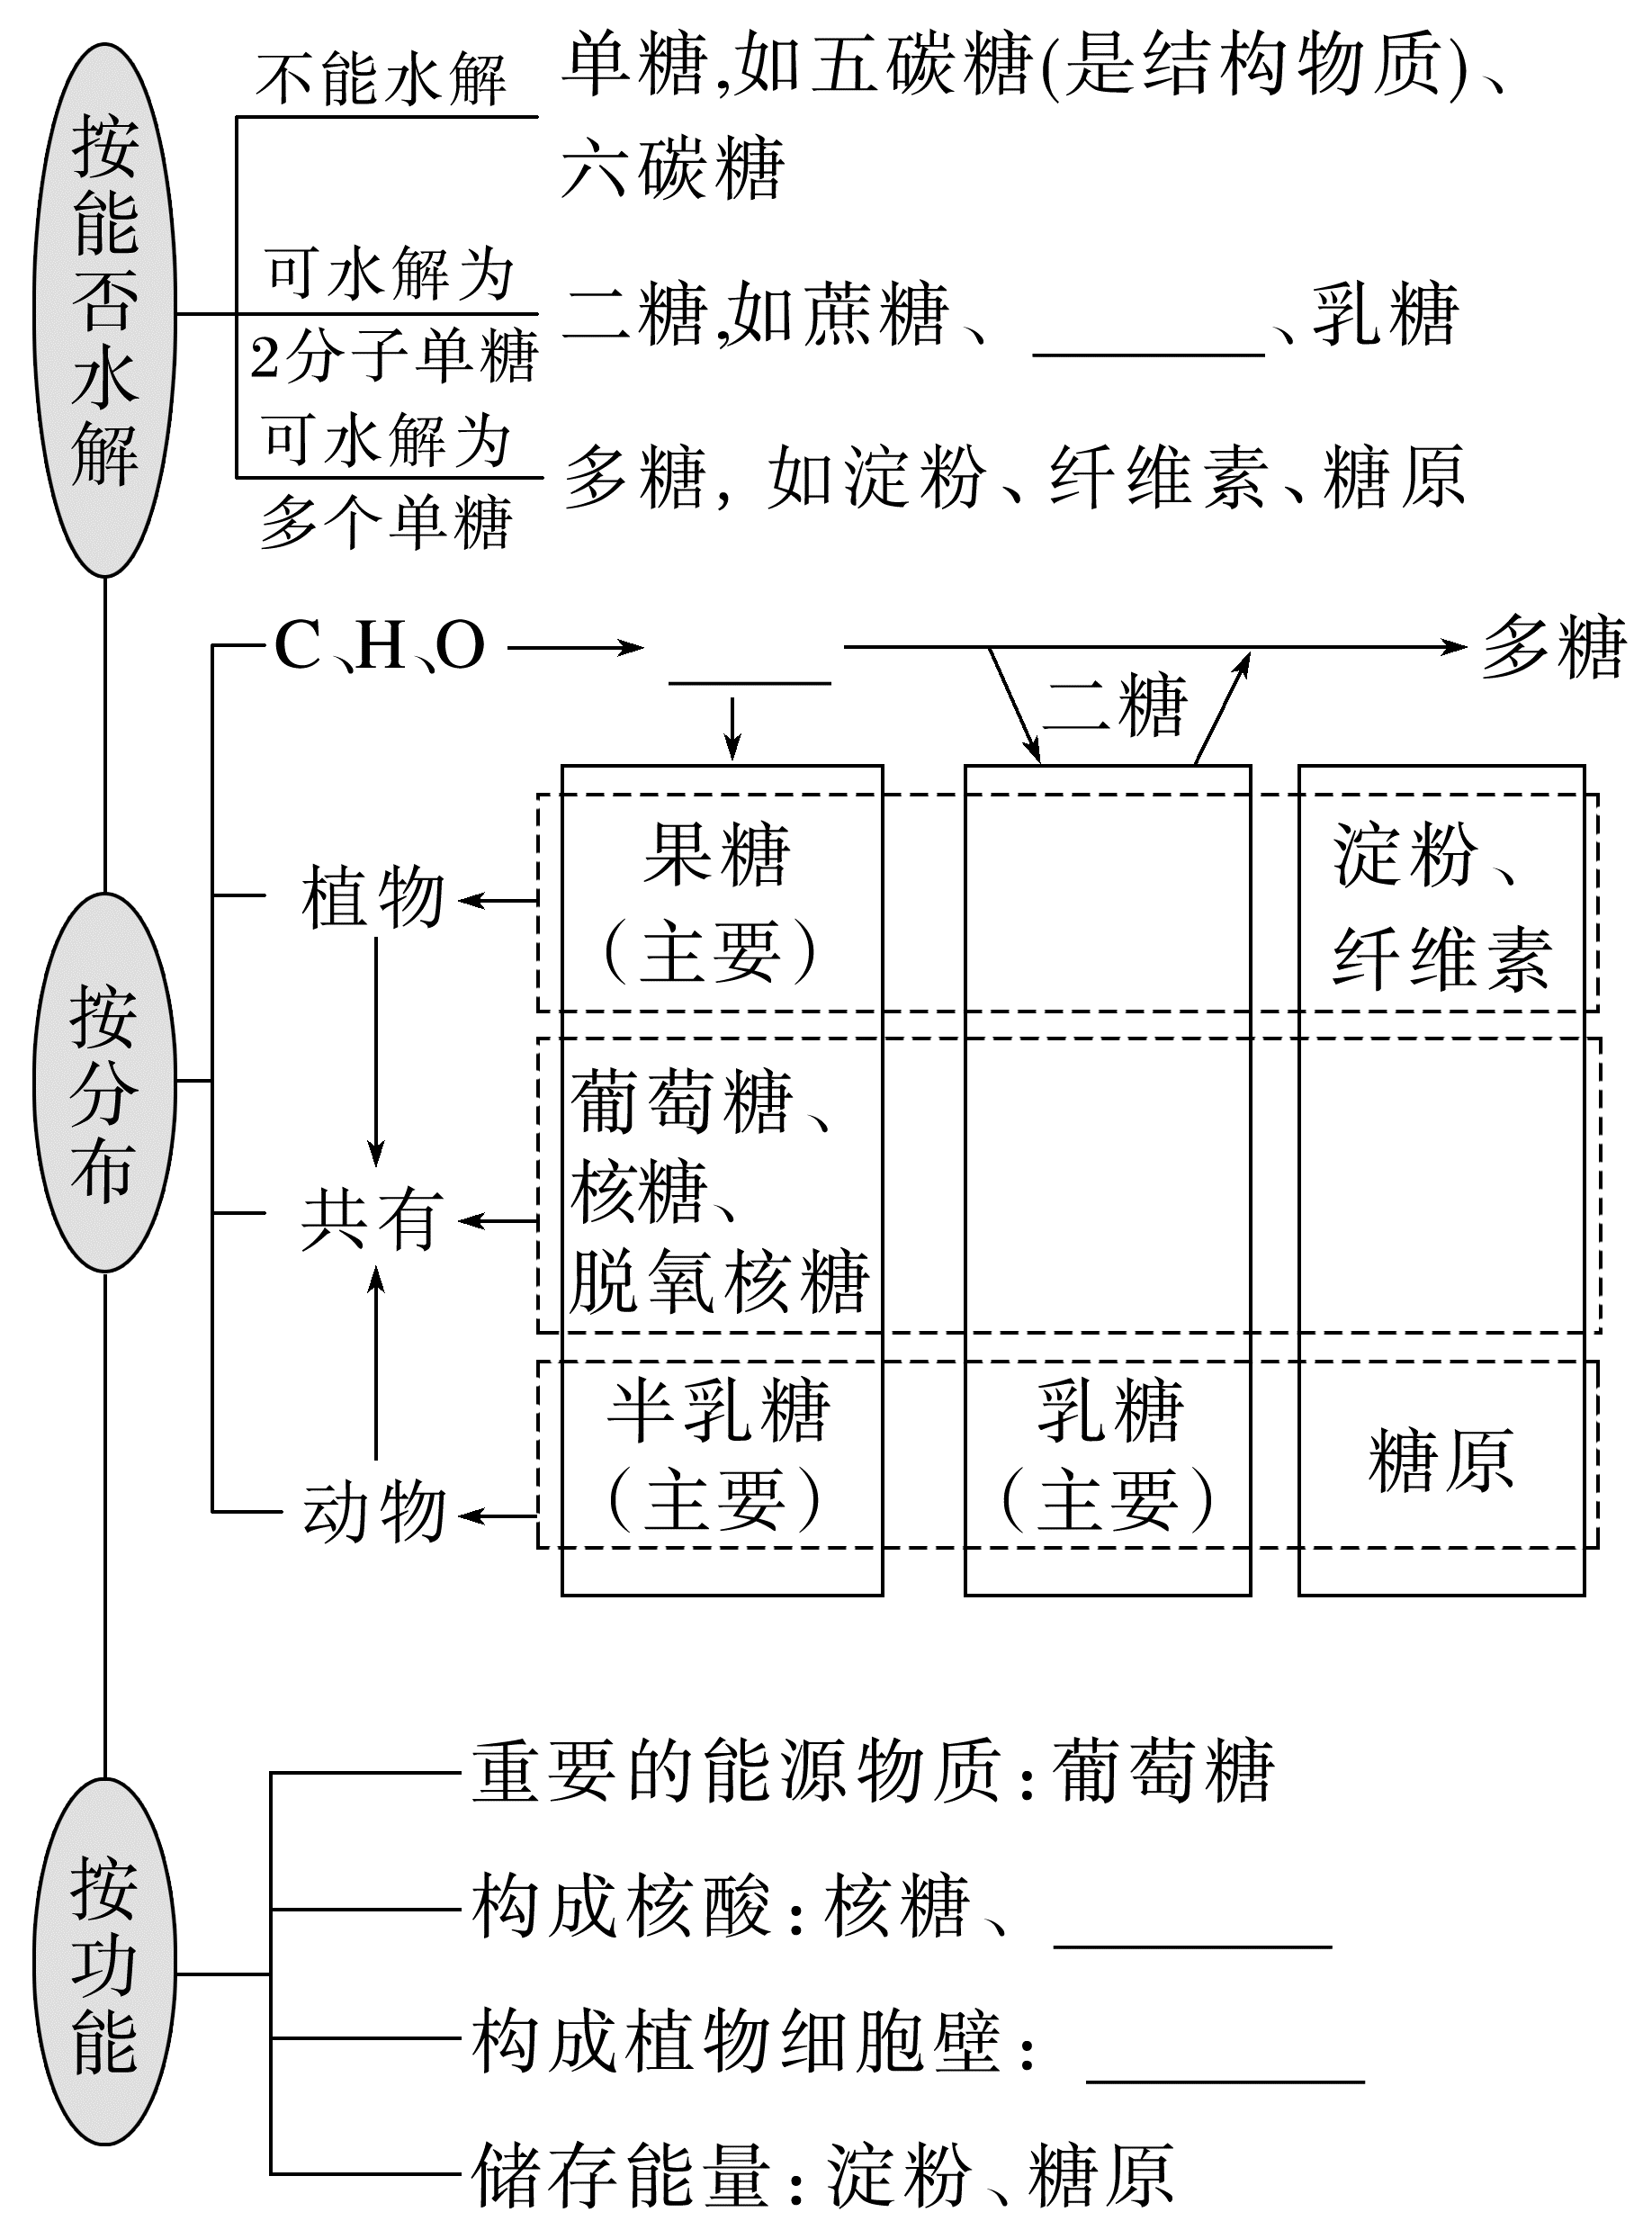 按能否水解
不能水解
单糖,如五碳糖(是结构物质)、
六碳糖
可水解为
2分子单糖
二糖,如蔗糖、________、乳糖
可水解为
多个单糖
多糖, 如淀粉、纤维素、糖原
按分布
C、H、O
______
二糖
多糖
植物
果糖
(主要)
淀粉、
纤维素
共有
葡萄糖、
核糖、
脱氧核糖
动物
半乳糖
(主要)
乳糖
(主要)
糖原
按功能
重要的能源物质:葡萄糖
构成核酸:核糖、________
构成植物细胞壁: ________
储存能量:淀粉、糖原